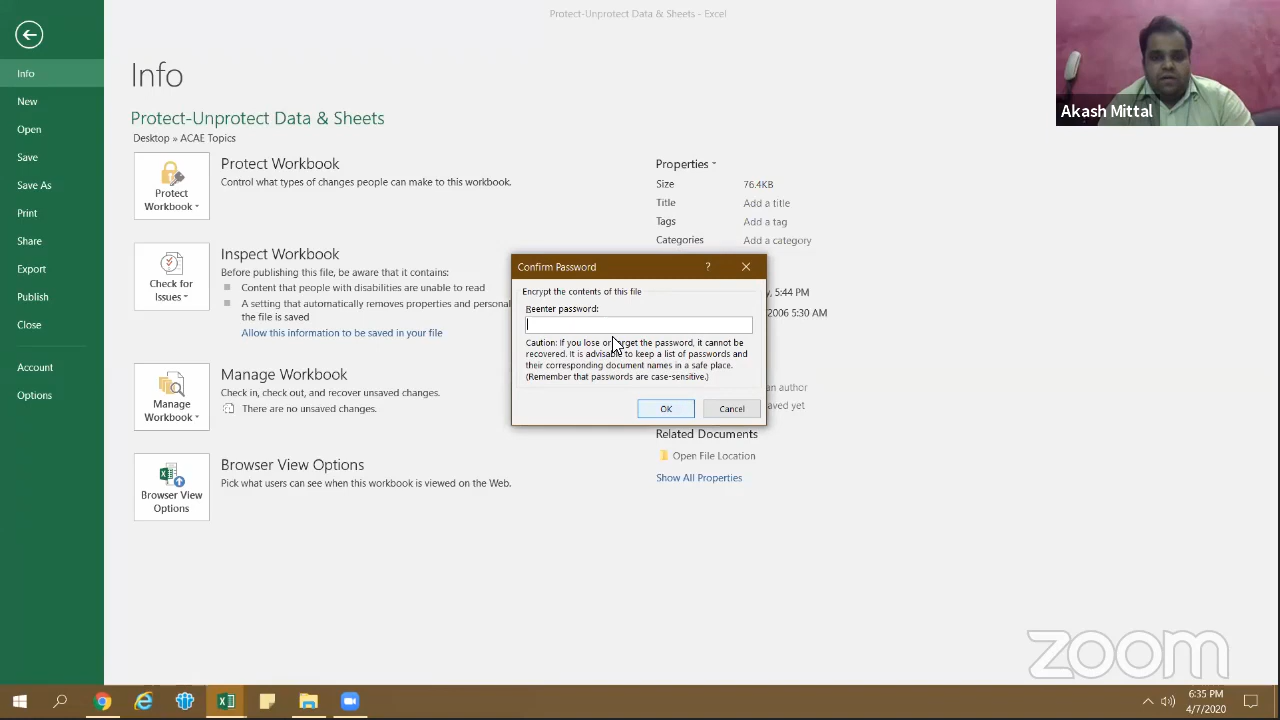 Protect-Unprotect Data & Sheets - Excel
Akash Mittal
Info
New
Open
Save
Save As
Print
Share
Export
Publish
Close
Account
Options
Info
Protect-Unprotect Data & Sheets
Desktop » ACAE Topics
Protect Workbook
Protect Workbook
Control what types of changes people can make to this workbook.
Check for Issues
Inspect Workbook
Before publishing this file, be aware that it contains:
Content that people with disabilities are unable to read
A setting that automatically removes properties and personal
the file is saved
Allow this information to be saved in your file
Manage Workbook
Manage Workbook
Check in, check out, and recover unsaved changes.
There are no unsaved changes.
Browser View Options
Browser View Options
Pick what users can see when this workbook is viewed on the Web.
Properties
Size 76.4KB
Title Add a title
Tags Add a tag
Categories Add a category
5:44 PM
2006 5:30 AM
an author
yet
Related Documents
Open File Location
Show All Properties
Confirm Password
?
Encrypt the contents of this file
Reenter password:
Caution: If you lose or forget the password, it cannot be
recovered. It is advisable to keep a list of passwords and
their corresponding document names in a safe place.
(Remember that passwords are case-sensitive.)
OK Cancel
zoom
6:35 PM
4/7/2020